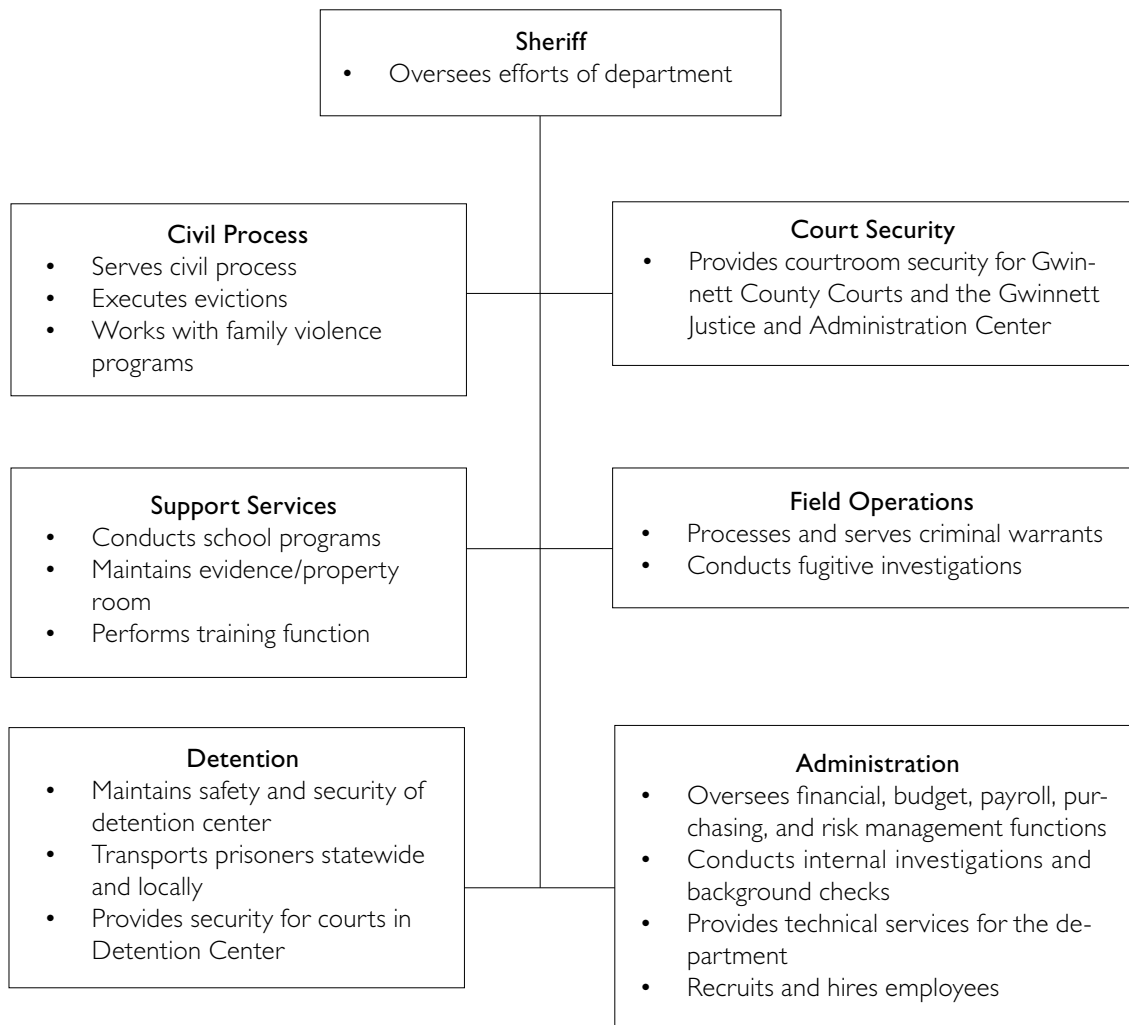 Sheriff
• Oversees efforts of department
Civil Process
• Serves civil process
• Executes evictions
• Works with family violence
programs
Court Security
• Provides courtroom security for Gwin-
nett County Courts and the Gwinnett
Justice and Administration Center
Support Services
• Conducts school programs
• Maintains evidence/property
room
• Performs training function
Field Operations
• Processes and serves criminal warrants
• Conducts fugitive investigations
Detention
• Maintains safety and security of
detention center
• Transports prisoners statewide
and locally
• Provides security for courts in
Detention Center
Administration
• Oversees financial, budget, payroll, pur-
chasing, and risk management functions
• Conducts internal investigations and
background checks
• Provides technical services for the de-
partment
• Recruits and hires employees